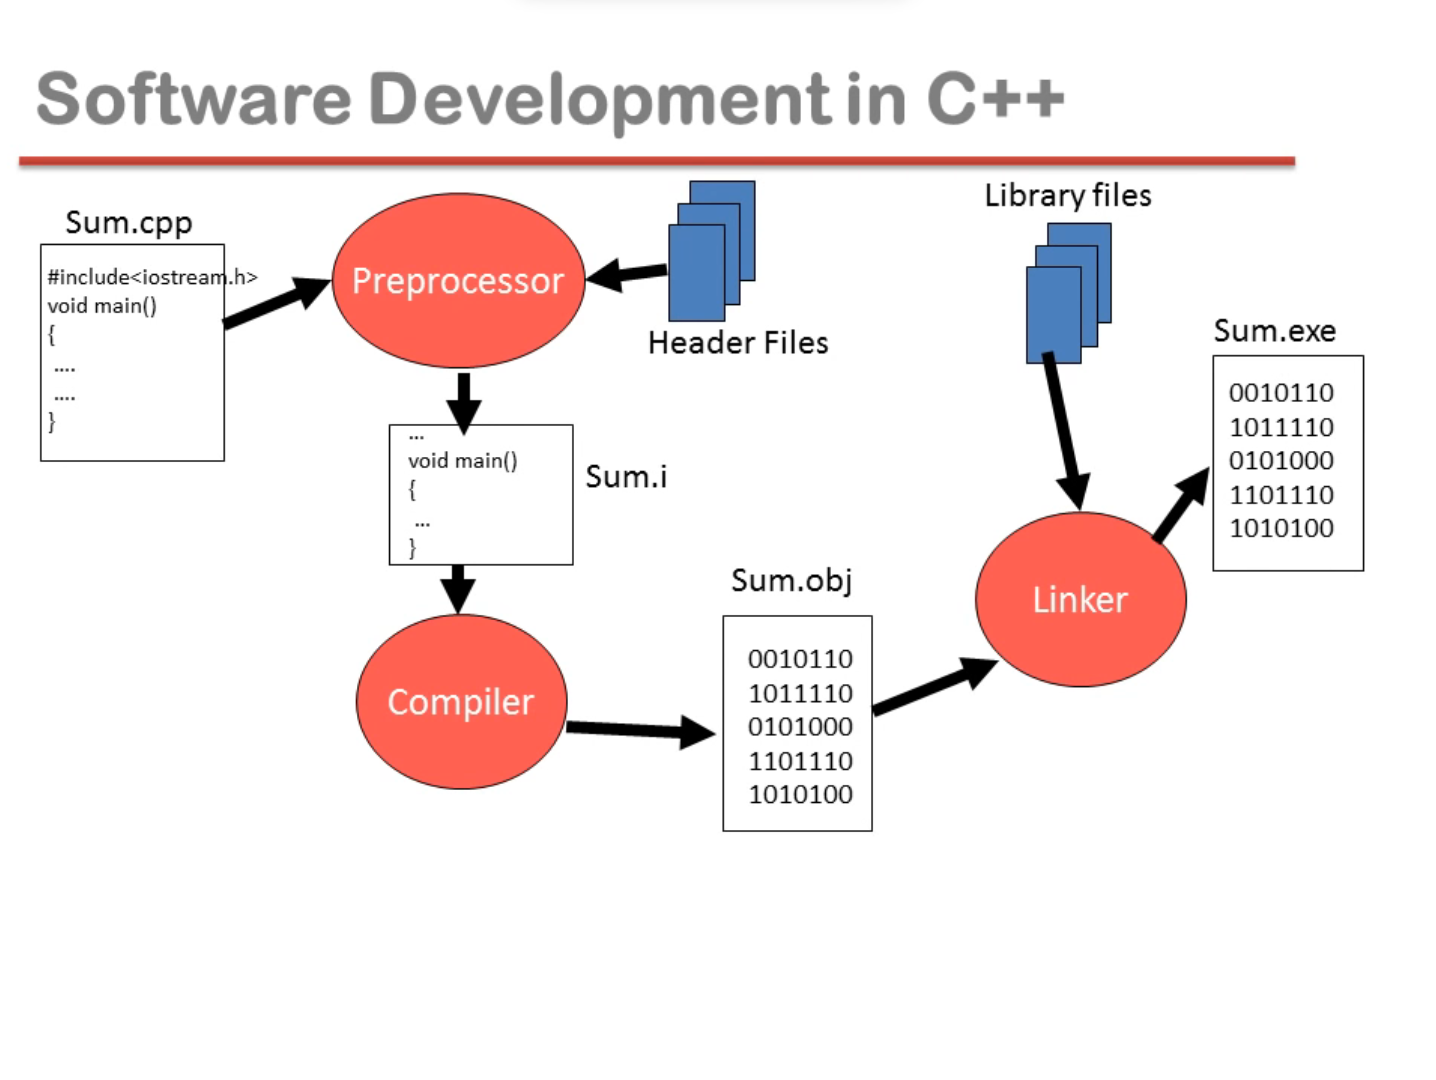 Software Development in C++
Sum.cpp
#include<iostream.h>
void main()
{
....
....
}
Preprocessor
Header Files
...
void main()
{
...
}
Sum.i
Compiler
Sum.obj
0010110
1011110
0101000
1101110
1010100
Library files
Linker
Sum.exe
0010110
1011110
0101000
1101110
1010100